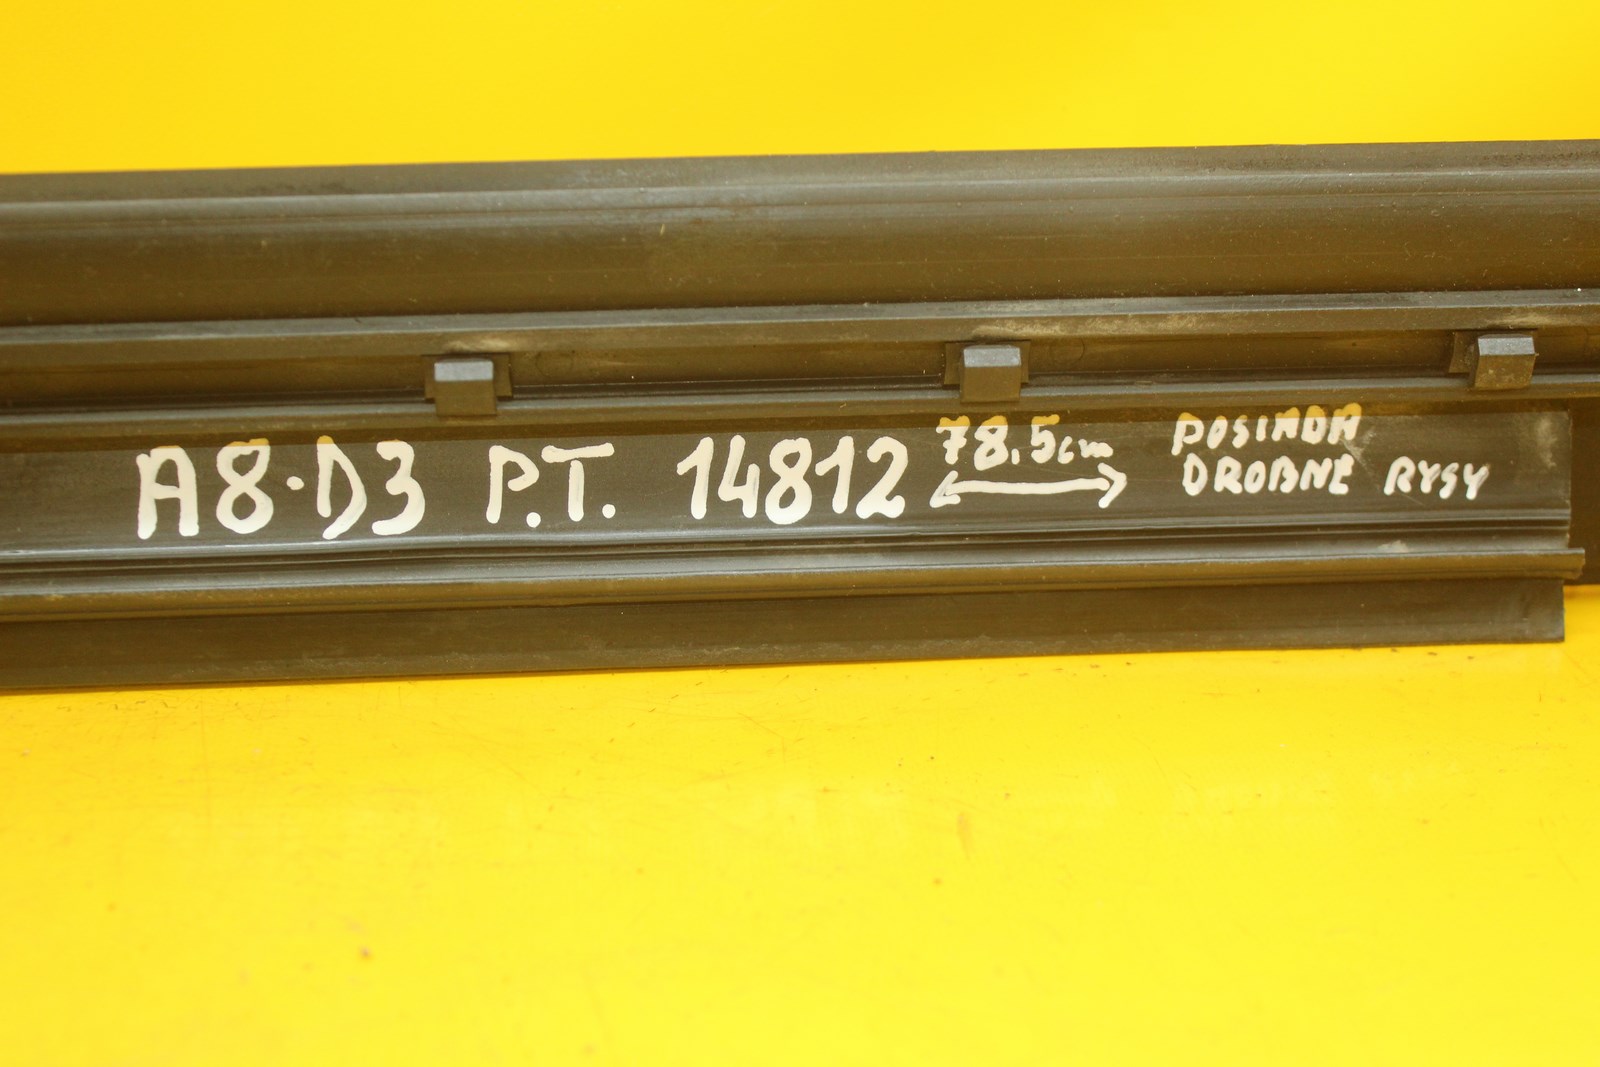 A8·D3 P.T. 14812 78,5cm
POSIADA
DROBNE RYSY